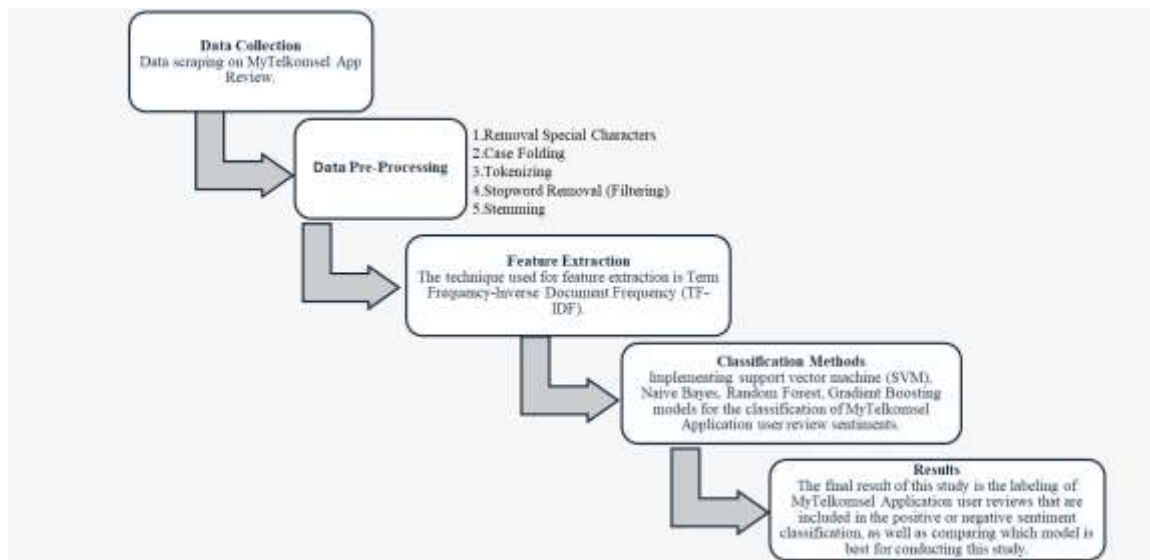 Data Collection
Data scraping on MyTelkomsel App
Review.
Data Pre-Processing
1.Removal Special Characters
2.Case Folding
3.Tokenizing
4.Stopword Removal (Filtering)
5.Stemming
Feature Extraction
The technique used for feature extraction is Term
Frequency-Inverse Document Frequency (TF-
IDF).
Classification Methods
Implementing support vector machine (SVM),
Naive Bayes, Random Forest, Gradient Boosting
models for the classification of MyTelkomsel
Application user review sentiments.
Results
The final result of this study is the labeling of
MyTelkomsel Application user reviews that are
included in the positive or negative sentiment
classification, as well as comparing which model is
best for conducting this study.